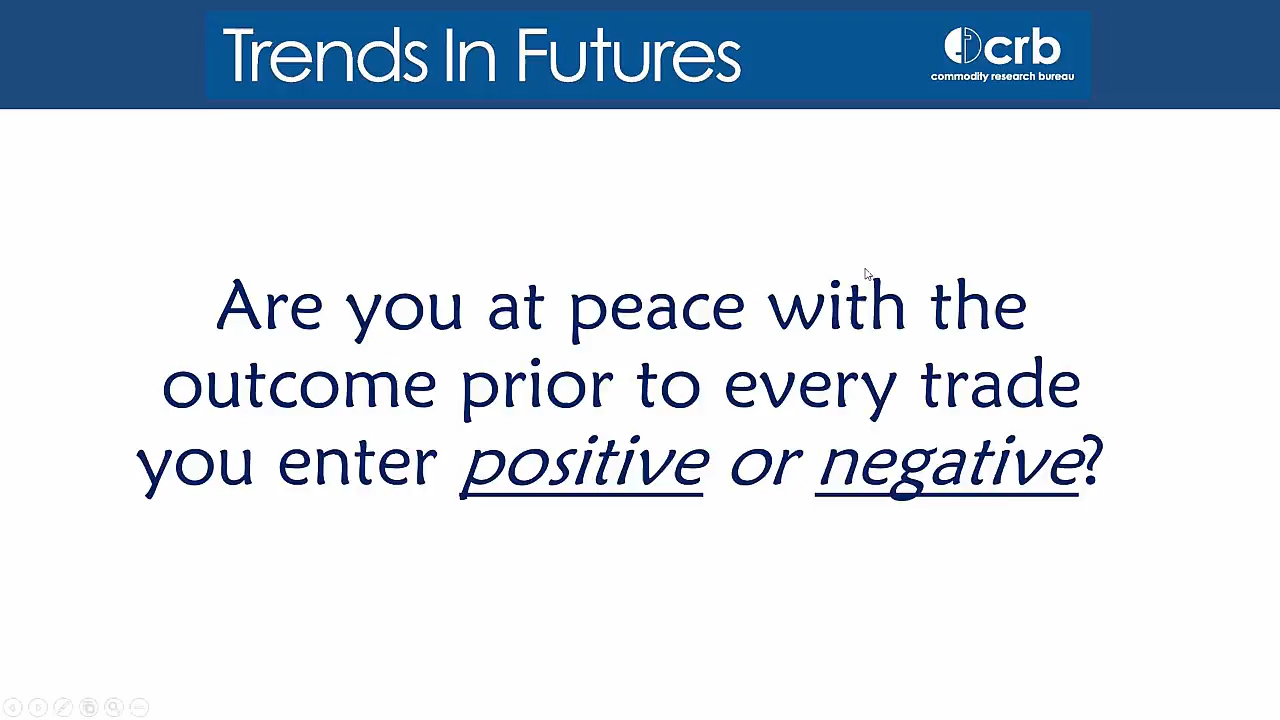 Trends In Futures
crb
commodity research bureau
Are you at peace with the
outcome prior to every trade
you enter positive or negative?